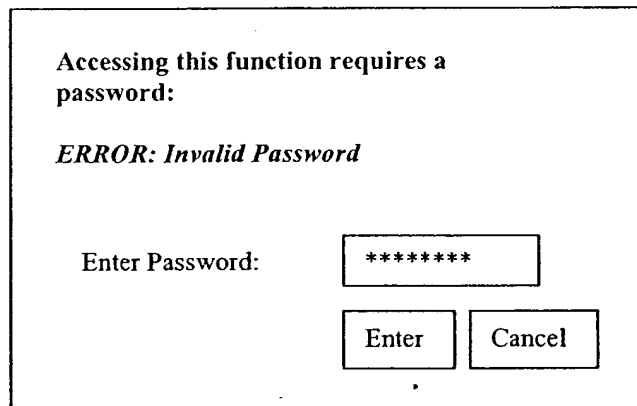 Accessing this function requires a
password:
ERROR: Invalid Password
Enter Password: ********
Enter Cancel